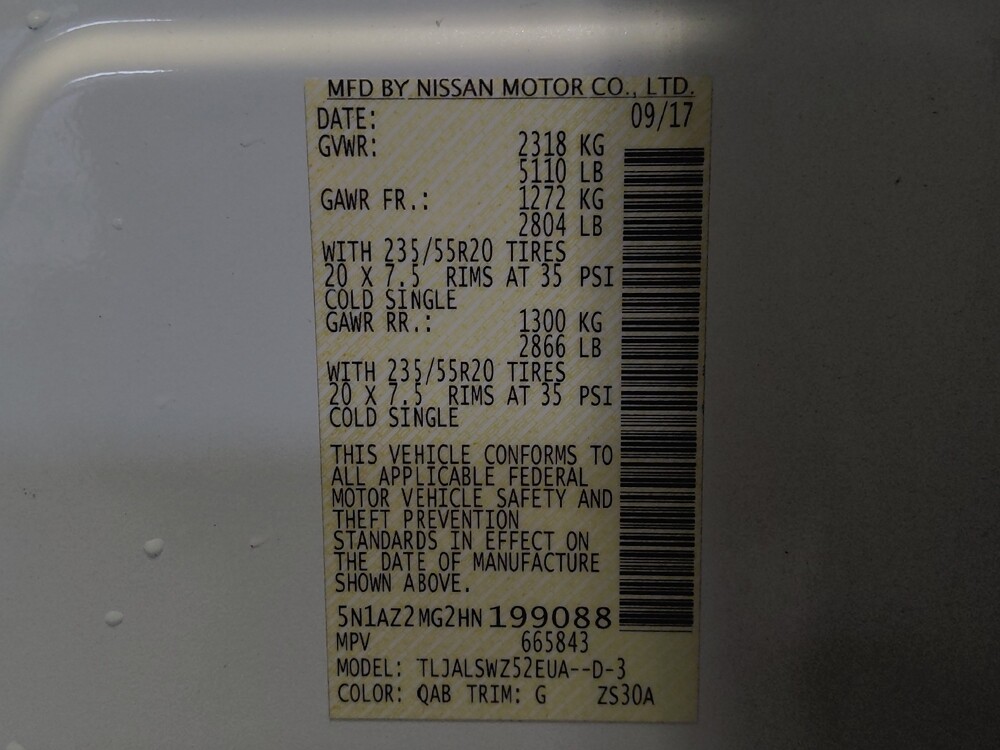 MFD BY NISSAN MOTOR CO., LTD.
DATE: 09/17
GVWR: 2318 KG
5110 LB
GAWR FR.: 1272 KG
2804 LB
WITH 235/55R20 TIRES
20 X 7.5 RIMS AT 35 PSI
COLD SINGLE
GAWR RR.: 1300 KG
2866 LB
WITH 235/55R20 TIRES
20 X 7.5 RIMS AT 35 PSI
COLD SINGLE
THIS VEHICLE CONFORMS TO
ALL APPLICABLE FEDERAL
MOTOR VEHICLE SAFETY AND
THEFT PREVENTION
STANDARDS IN EFFECT ON
THE DATE OF MANUFACTURE
SHOWN ABOVE.
5N1AZ2MG2HN199088
MPV 665843
MODEL: TLJALSWZ52EUA--D-3
COLOR: QAB TRIM: G ZS30A